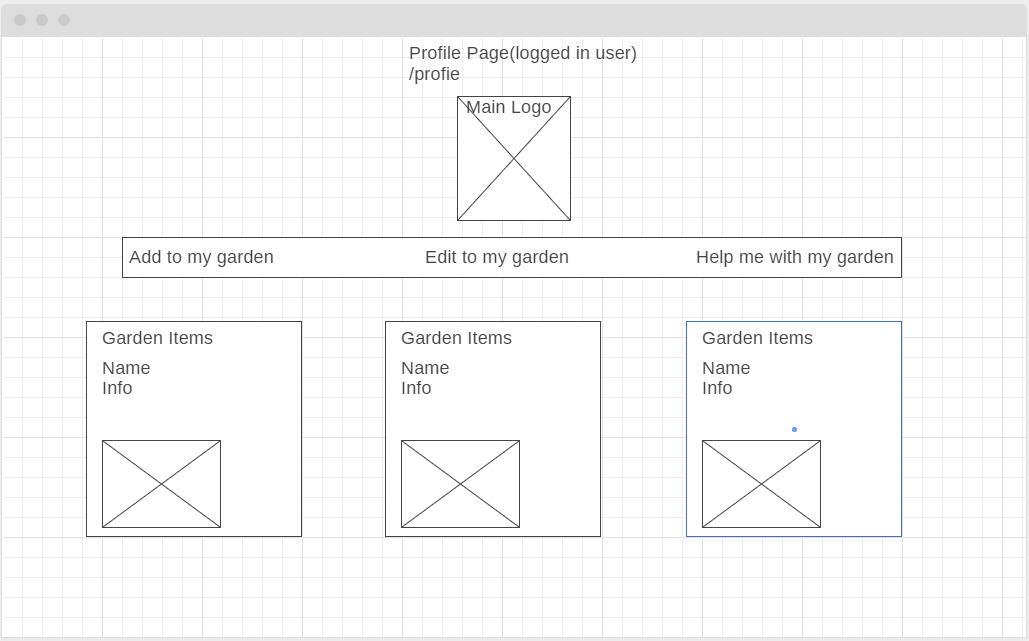 Profile Page(logged in user)
/profie
Main Logo
Add to my garden
Edit to my garden
Help me with my garden
Garden Items
Name
Info
Garden Items
Name
Info
Garden Items
Name
Info